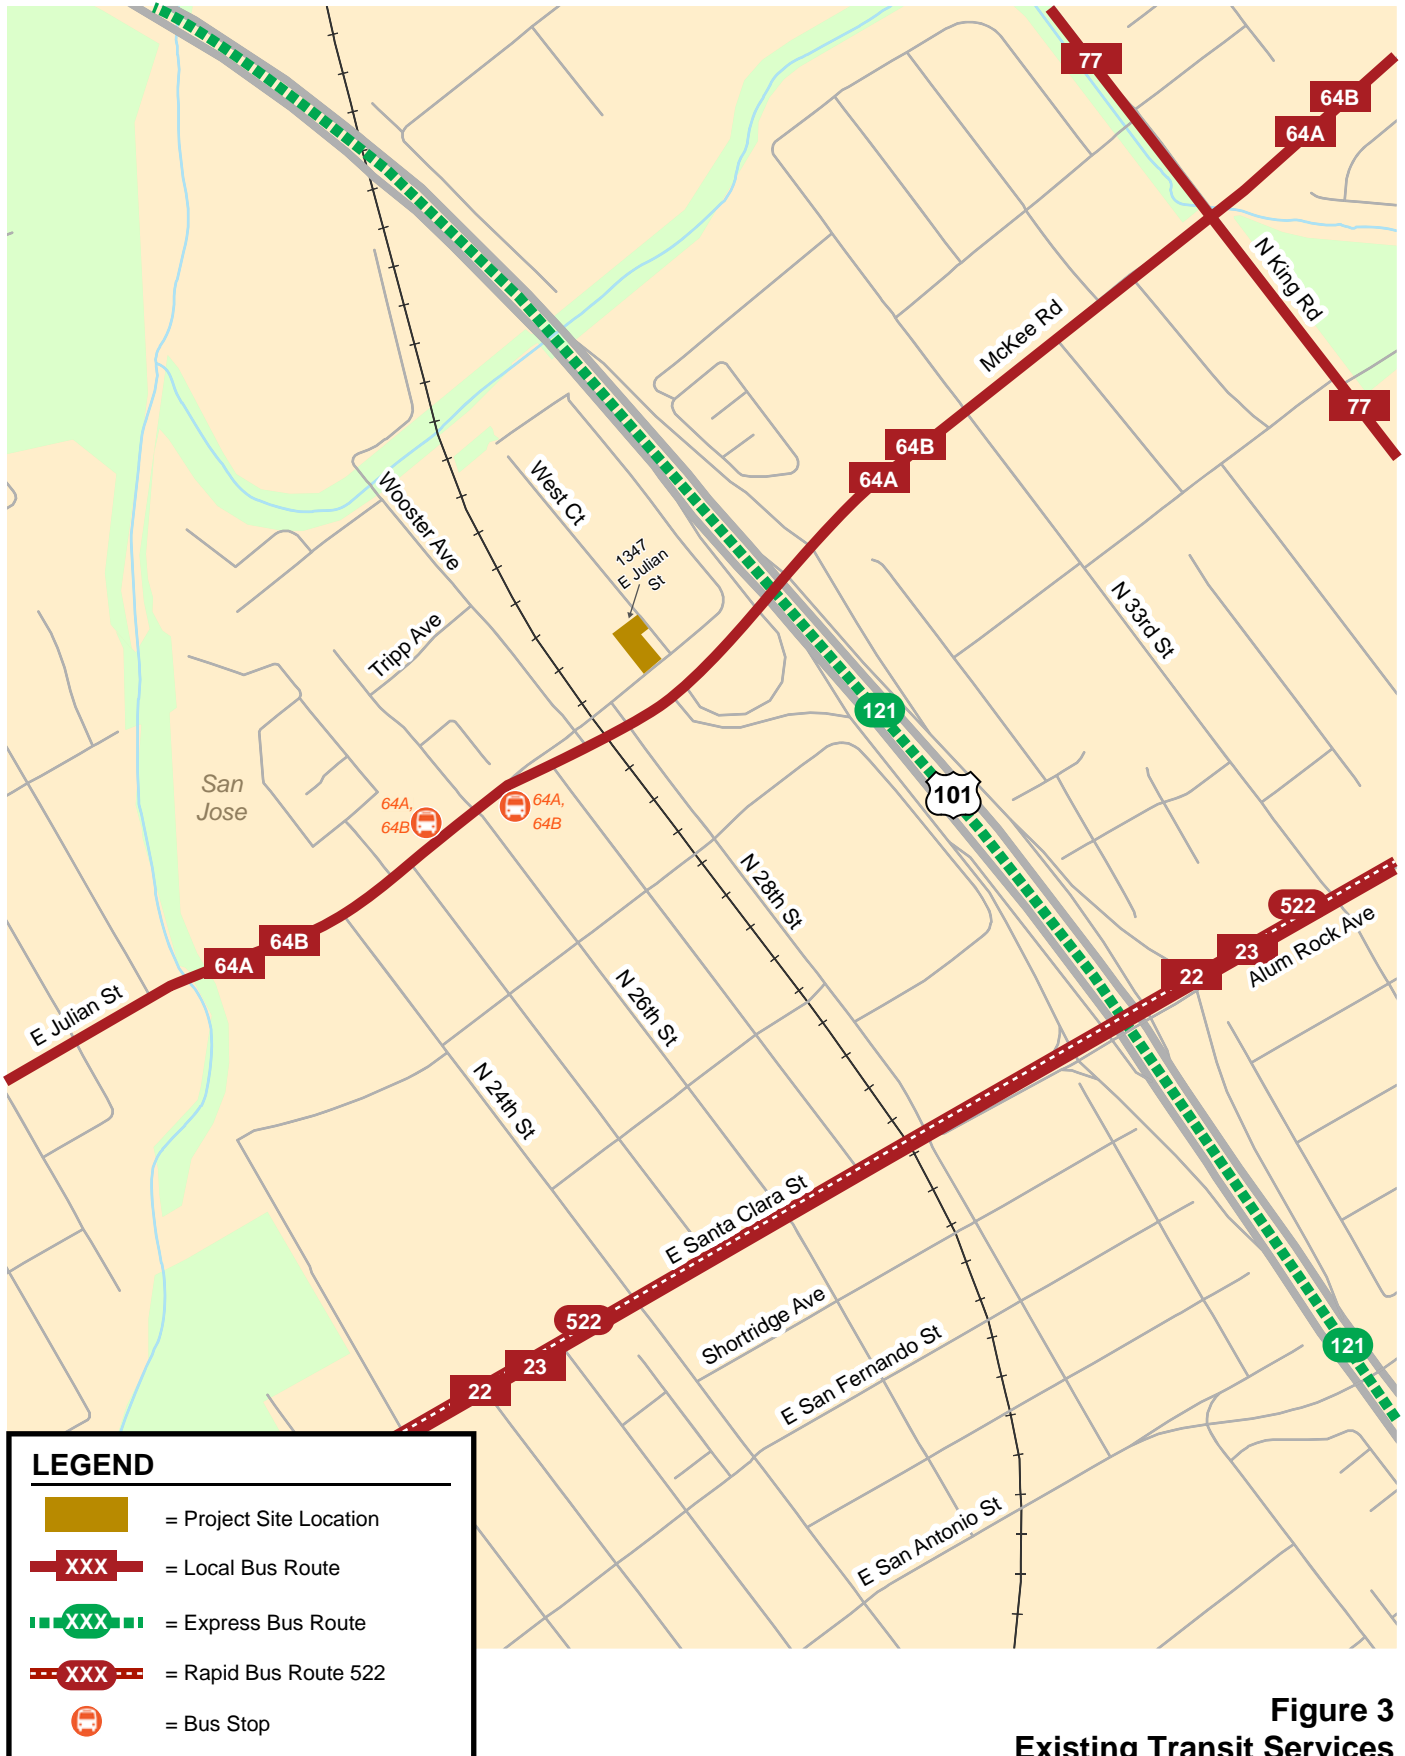 77
64B
64A
N King Rd
McKee Rd
77
64B
64A
West Ct
Wooster Ave
1347
E Julian
St
N 33rd St
Tripp Ave
121
San
Jose
101
64A,
64B
64A,
64B
N 28th St
522
23
Alum Rock Ave
22
64B
64A
E Julian St
N 26th St
N 24th St
E Santa Clara St
522
Shortridge Ave
E San Fernando St
121
23
22
E San Antonio St
LEGEND
= Project Site Location
XXX = Local Bus Route
XXX = Express Bus Route
XXX = Rapid Bus Route 522
= Bus Stop
Figure 3
Existing Transit Services